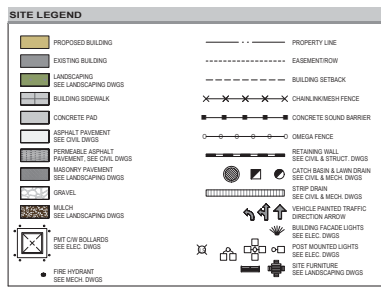 SITE LEGEND
PROPOSED BUILDING
EXISTING BUILDING
LANDSCAPING
SEE LANDSCAPING DWGS
BUILDING SIDEWALK
CONCRETE PAD
ASPHALT PAVEMENT
SEE CIVIL DWGS
PERMEABLE ASPHALT
PAVEMENT, SEE CIVIL DWGS
MASONRY PAVEMENT
SEE LANDSCAPING DWGS
GRAVEL
MULCH
SEE LANDSCAPING DWGS
PMT C/W BOLLARDS
SEE ELEC. DWGS
FIRE HYDRANT
SEE MECH. DWGS
PROPERTY LINE
EASEMENT/ROW
BUILDING SETBACK
CHAINLINK/MESH FENCE
CONCRETE SOUND BARRIER
OMEGA FENCE
RETAINING WALL
SEE CIVIL & STRUCT. DWGS
CATCH BASIN & LAWN DRAIN
SEE CIVIL & MECH. DWGS
STRIP DRAIN
SEE CIVIL & MECH. DWGS
VEHICLE PAINTED TRAFFIC
DIRECTION ARROW
BUILDING FACADE LIGHTS
SEE ELEC. DWGS
POST MOUNTED LIGHTS
SEE ELEC. DWGS
SITE FURNITURE
SEE LANDSCAPING DWGS